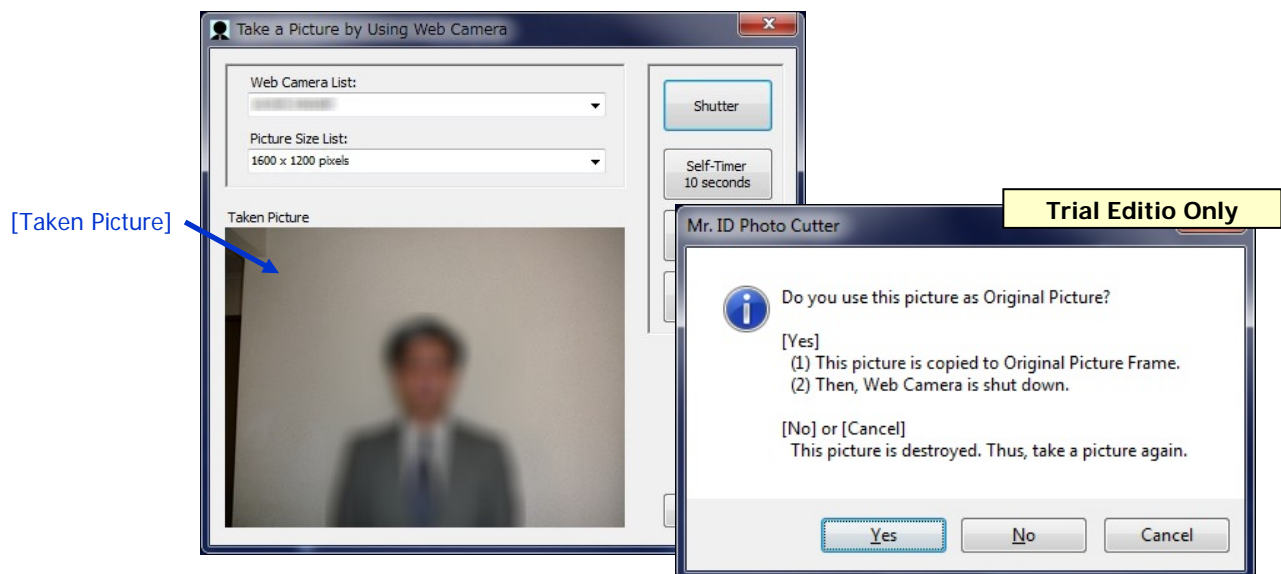 Take a Picture by Using Web Camera
Web Camera List:
Picture Size List:
1600 x 1200 pixels
Shutter
Self-Timer
10 seconds
[Taken Picture]
Taken Picture
Trial Editio Only
Mr. ID Photo Cutter
Do you use this picture as Original Picture?
[Yes]
(1) This picture is copied to Original Picture Frame.
(2) Then, Web Camera is shut down.
[No] or [Cancel]
This picture is destroyed. Thus, take a picture again.
Yes
No
Cancel